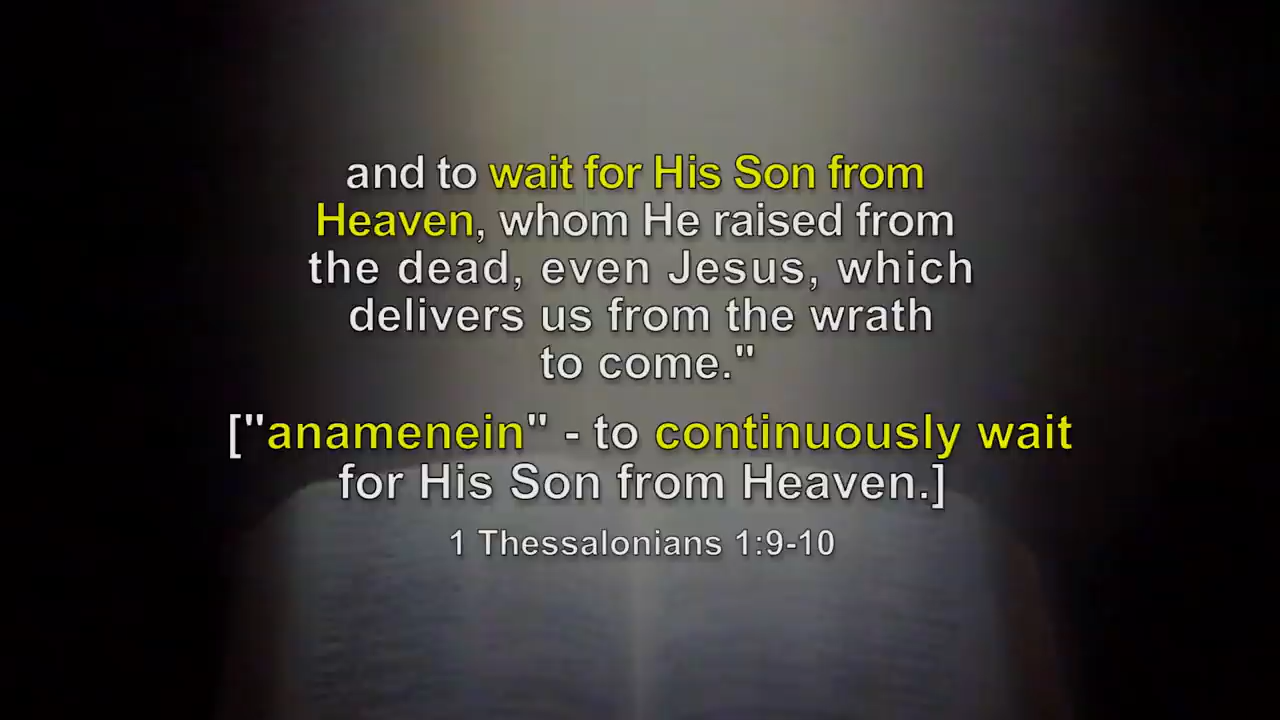 and to wait for His Son from
Heaven, whom He raised from
the dead, even Jesus, which
delivers us from the wrath
to come."
["anamenein" - to continuously wait
for His Son from Heaven.]
1 Thessalonians 1:9-10